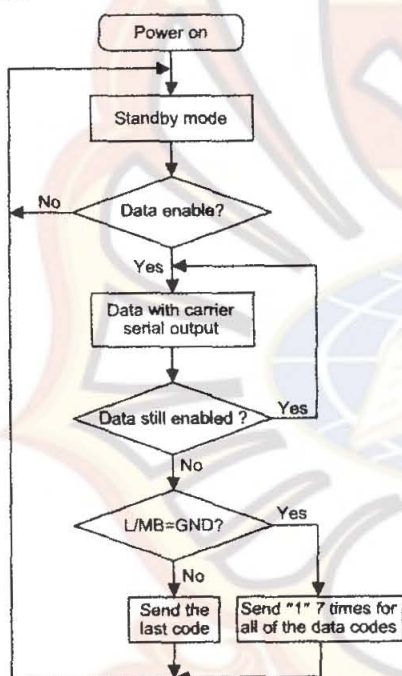 Power on
Standby mode
No
Data enable?
Yes
Data with carrier
serial output
Data still enabled ?
Yes
No
L/MB=GND?
Yes
No
Send the
last code
Send "1" 7 times for
all of the data codes